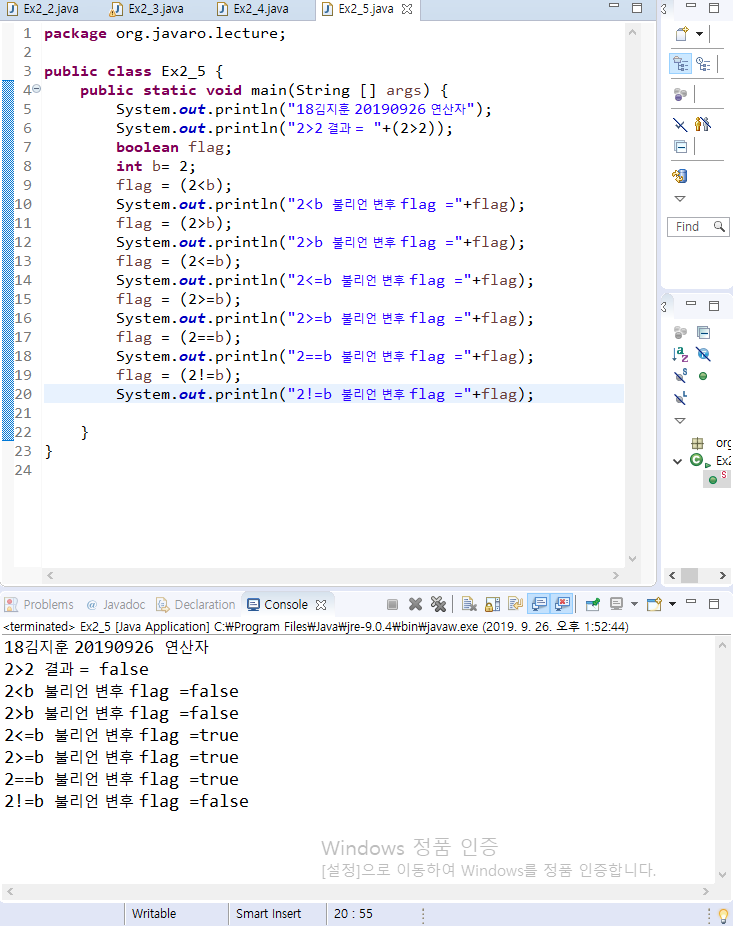 Ex2_2.java Ex2_3.java Ex2_4.java Ex2_5.java
1 package org.javaro.lecture;
2
3 public class Ex2_5 {
4 public static void main(String [] args) {
5 System.out.println("18김지훈 20190926 연산자");
6 System.out.println("2>2 결과 = "+(2>2));
7 boolean flag;
8 int b= 2;
9 flag = (2<b);
10 System.out.println("2<b 불리언 변후 flag ="+flag);
11 flag = (2>b);
12 System.out.println("2>b 불리언 변후 flag ="+flag);
13 flag = (2<=b);
14 System.out.println("2<=b 불리언 변후 flag ="+flag);
15 flag = (2>=b);
16 System.out.println("2>=b 불리언 변후 flag ="+flag);
17 flag = (2==b);
18 System.out.println("2==b 불리언 변후 flag ="+flag);
19 flag = (2!=b);
20 System.out.println("2!=b 불리언 변후 flag ="+flag);
21
22 }
23 }
24
Find
org
Ex2
Problems @ Javadoc Declaration Console
<terminated> Ex2_5 [Java Application] C:₩Program Files₩Java₩jre-9.0.4₩bin₩javaw.exe (2019. 9. 26. 오후 1:52:44)
18김지훈 20190926 연산자
2>2 결과 = false
2<b 불리언 변후 flag =false
2>b 불리언 변후 flag =false
2<=b 불리언 변후 flag =true
2>=b 불리언 변후 flag =true
2==b 불리언 변후 flag =true
2!=b 불리언 변후 flag =false
Windows 정품 인증
[설정]으로 이동하여 Windows를 정품 인증합니다.
Writable Smart Insert 20 : 55